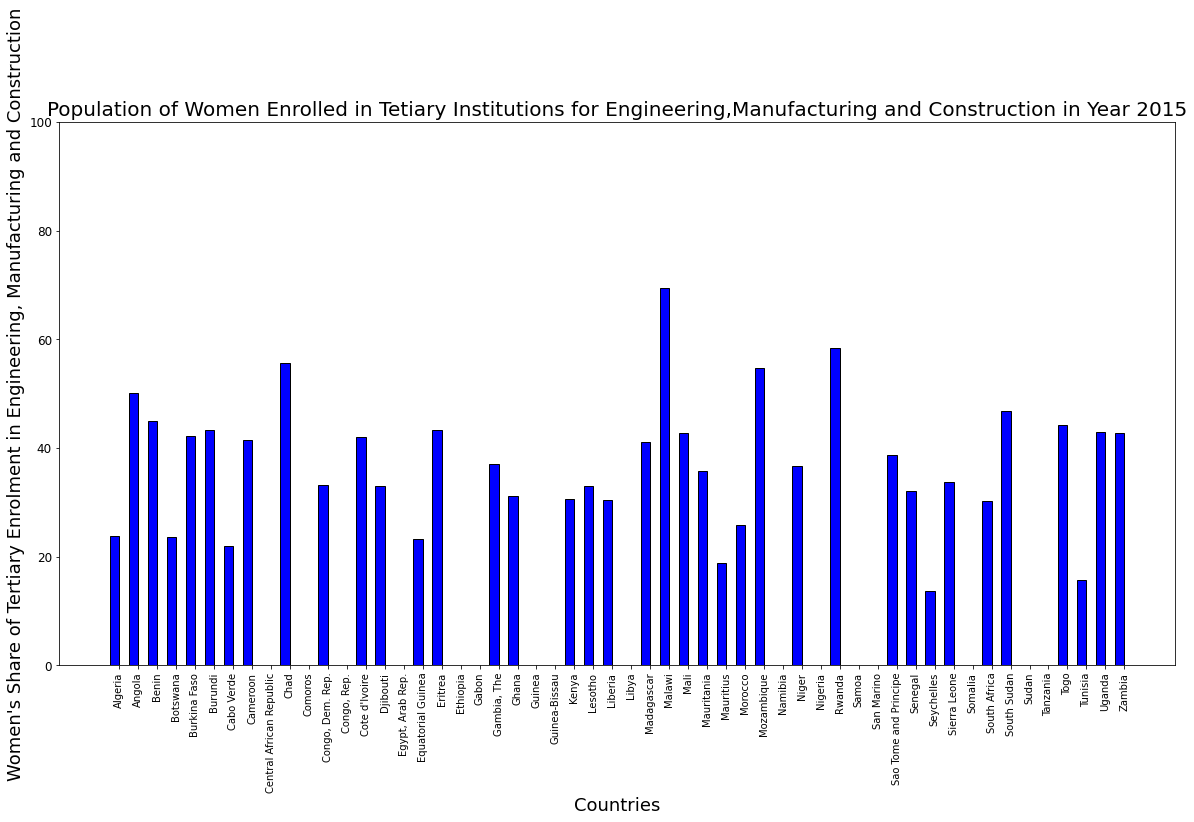 Population of Women Enrolled in Tetiary Institutions for Engineering,Manufacturing and Construction in Year 2015
Women's Share of Tertiary Enrolment in Engineering, Manufacturing and Construction
100
80
60
40
20
0
Algeria
Angola
Benin
Botswana
Burkina Faso
Burundi
Cabo Verde
Cameroon
Central African Republic
Chad
Comoros
Congo, Dem. Rep.
Congo, Rep.
Cote d'Ivoire
Djibouti
Egypt, Arab Rep.
Equatorial Guinea
Eritrea
Ethiopia
Gabon
Gambia, The
Ghana
Guinea
Guinea-Bissau
Kenya
Lesotho
Liberia
Libya
Madagascar
Malawi
Mali
Mauritania
Mauritius
Morocco
Mozambique
Namibia
Niger
Nigeria
Rwanda
Samoa
San Marino
Sao Tome and Principe
Senegal
Seychelles
Sierra Leone
Somalia
South Africa
South Sudan
Sudan
Tanzania
Togo
Tunisia
Uganda
Zambia
Countries